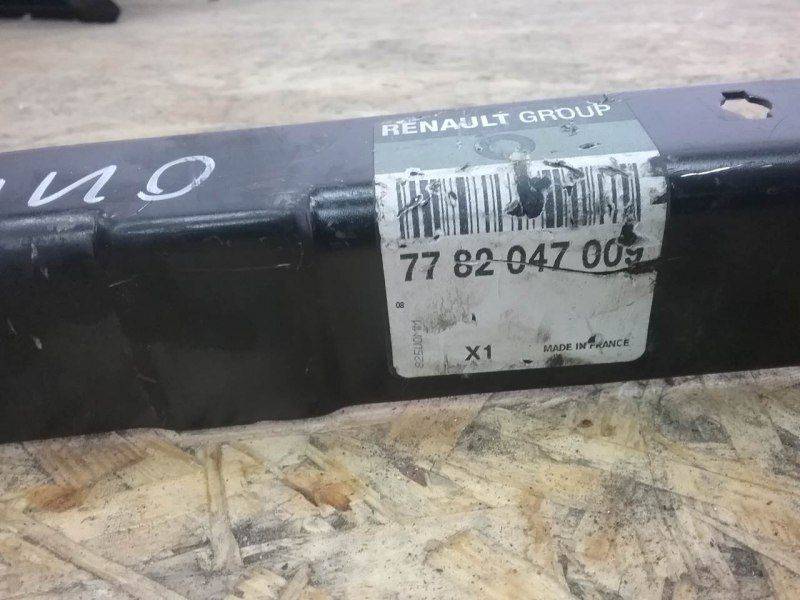 RENAULT GROUP
77 82 047 009
08
X1
MADE IN FRANCE